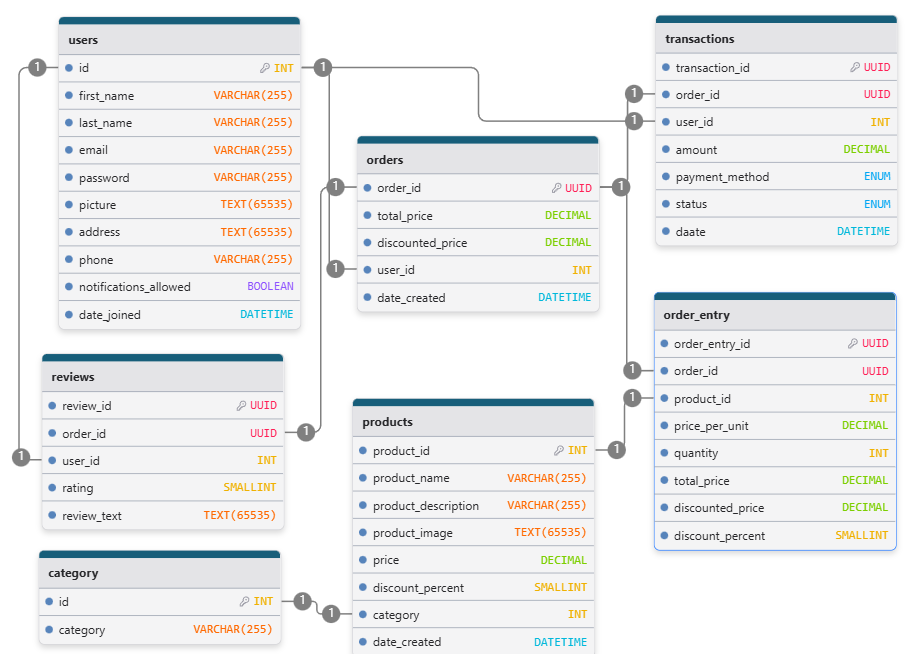 users
id INT
first_name VARCHAR(255)
last_name VARCHAR(255)
email VARCHAR(255)
password VARCHAR(255)
picture TEXT(65535)
address TEXT(65535)
phone VARCHAR(255)
notifications_allowed BOOLEAN
date_joined DATETIME
1
1
orders
order_id UUID
total_price DECIMAL
discounted_price DECIMAL
user_id INT
date_created DATETIME
1
1
1
transactions
transaction_id UUID
order_id UUID
user_id INT
amount DECIMAL
payment_method ENUM
status ENUM
daate DATETIME
1
1
reviews
review_id UUID
order_id UUID
user_id INT
rating SMALLINT
review_text TEXT(65535)
1
1
products
product_id INT
product_name VARCHAR(255)
product_description VARCHAR(255)
product_image TEXT(65535)
price DECIMAL
discount_percent SMALLINT
category INT
date_created DATETIME
1
1
order_entry
order_entry_id UUID
order_id UUID
product_id INT
price_per_unit DECIMAL
quantity INT
total_price DECIMAL
discounted_price DECIMAL
discount_percent SMALLINT
1
1
category
id INT
category VARCHAR(255)
1